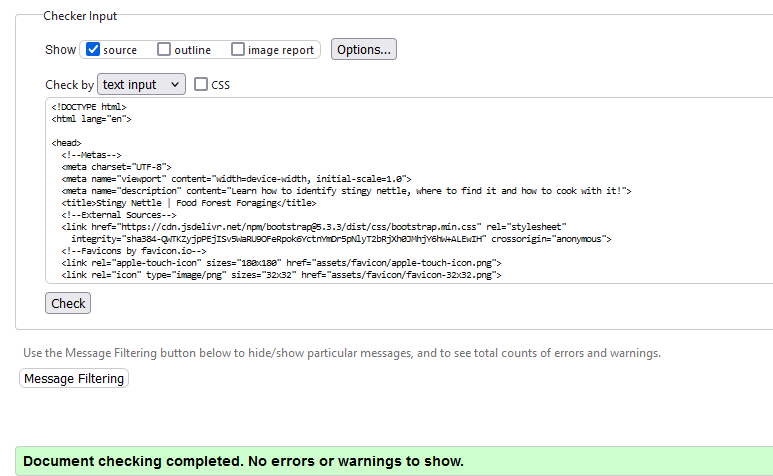 Checker Input
Show source outline image report Options...
Check by text input CSS
<!DOCTYPE html>
<html lang="en">
<head>
<!--Metas-->
<meta charset="UTF-8">
<meta name="viewport" content="width=device-width, initial-scale=1.0">
<meta name="description" content="Learn how to identify stingy nettle, where to find it and how to cook with it!">
<title>Stingy Nettle | Food Forest Foraging</title>
<!--External Sources-->
<link href="https://cdn.jsdelivr.net/npm/bootstrap@5.3.3/dist/css/bootstrap.min.css" rel="stylesheet"
integrity="sha384-QWTKZyjpPEjISv5WaRU9OFeRpok6YctnYmDr5pNlyT2bRjXh0JMhjY6hW+ALEwIH" crossorigin="anonymous">
<!--Favicons by favicon.io-->
<link rel="apple-touch-icon" sizes="180x180" href="assets/favicon/apple-touch-icon.png">
<link rel="icon" type="image/png" sizes="32x32" href="assets/favicon/favicon-32x32.png">
Check
Use the Message Filtering button below to hide/show particular messages, and to see total counts of errors and warnings.
Message Filtering
Document checking completed. No errors or warnings to show.